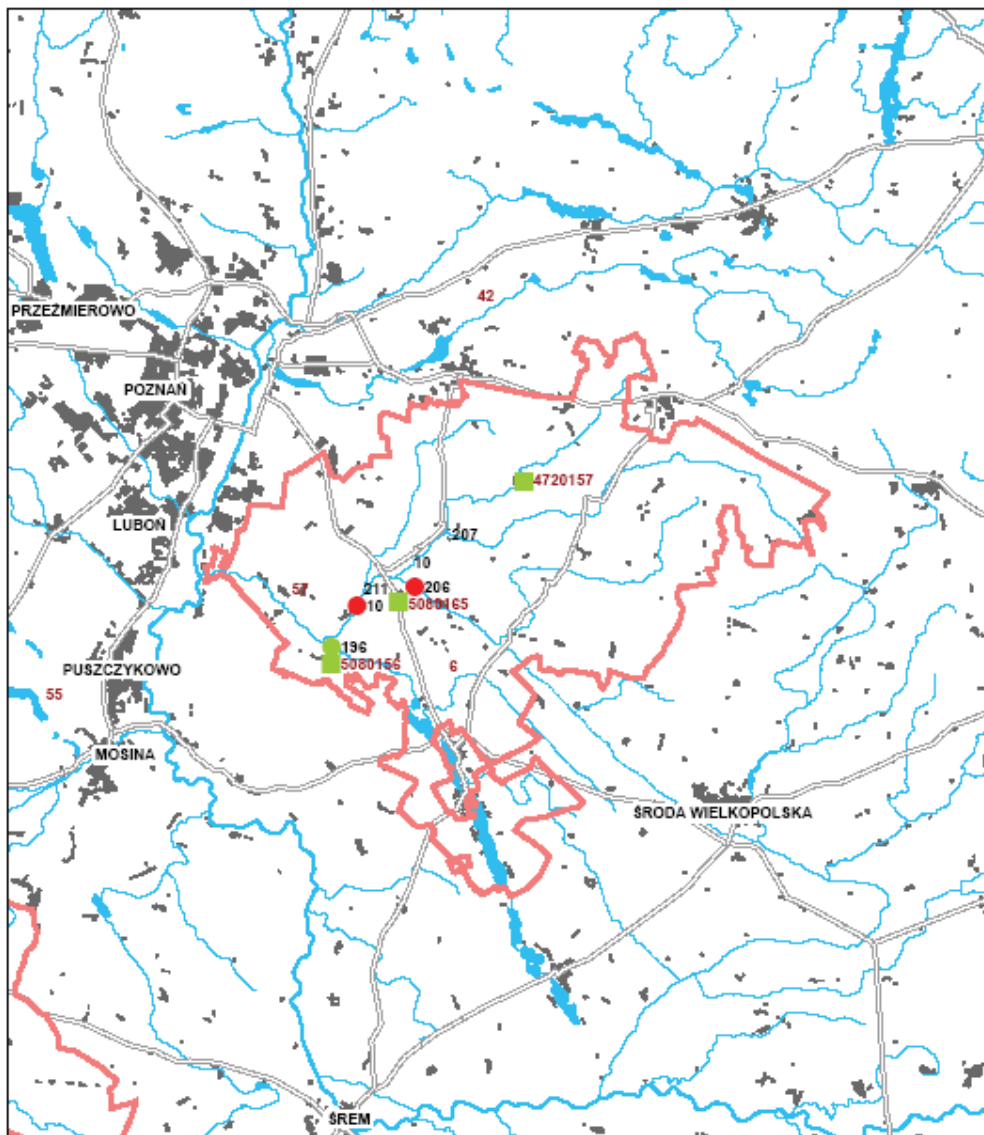 42
PRZEŹMIEROWO
POZNAŃ
4720157
LUBOŃ
207
10
57
211
206
10
5080165
196
5080156
6
PUSZCZYKOWO
55
MOSINA
ŚRODA WIELKOPOLSKA
ŚREM